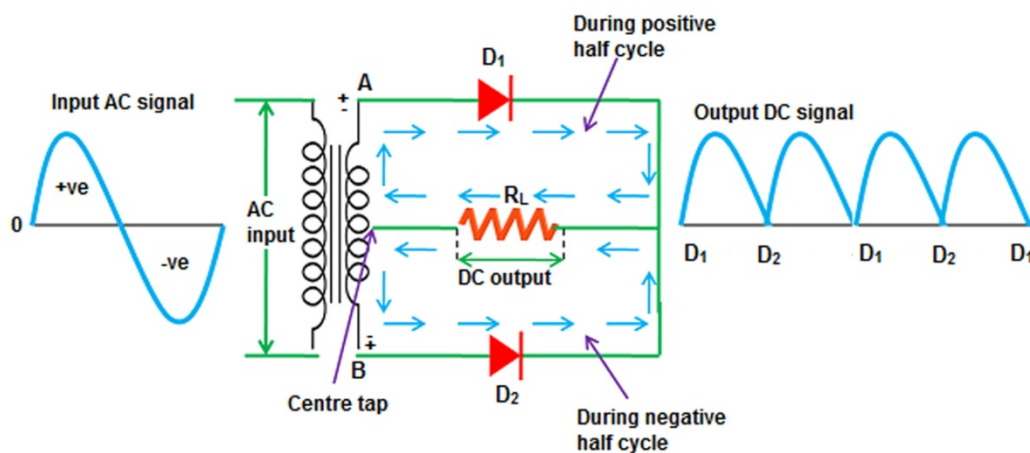 During positive
half cycle
D1
A
Input AC signal
Output DC signal
+
-
+ve
RL
0
AC
input
-ve
DC output
D1 D2 D1 D2 D1
-
+
B
D2
Centre tap
During negative
half cycle